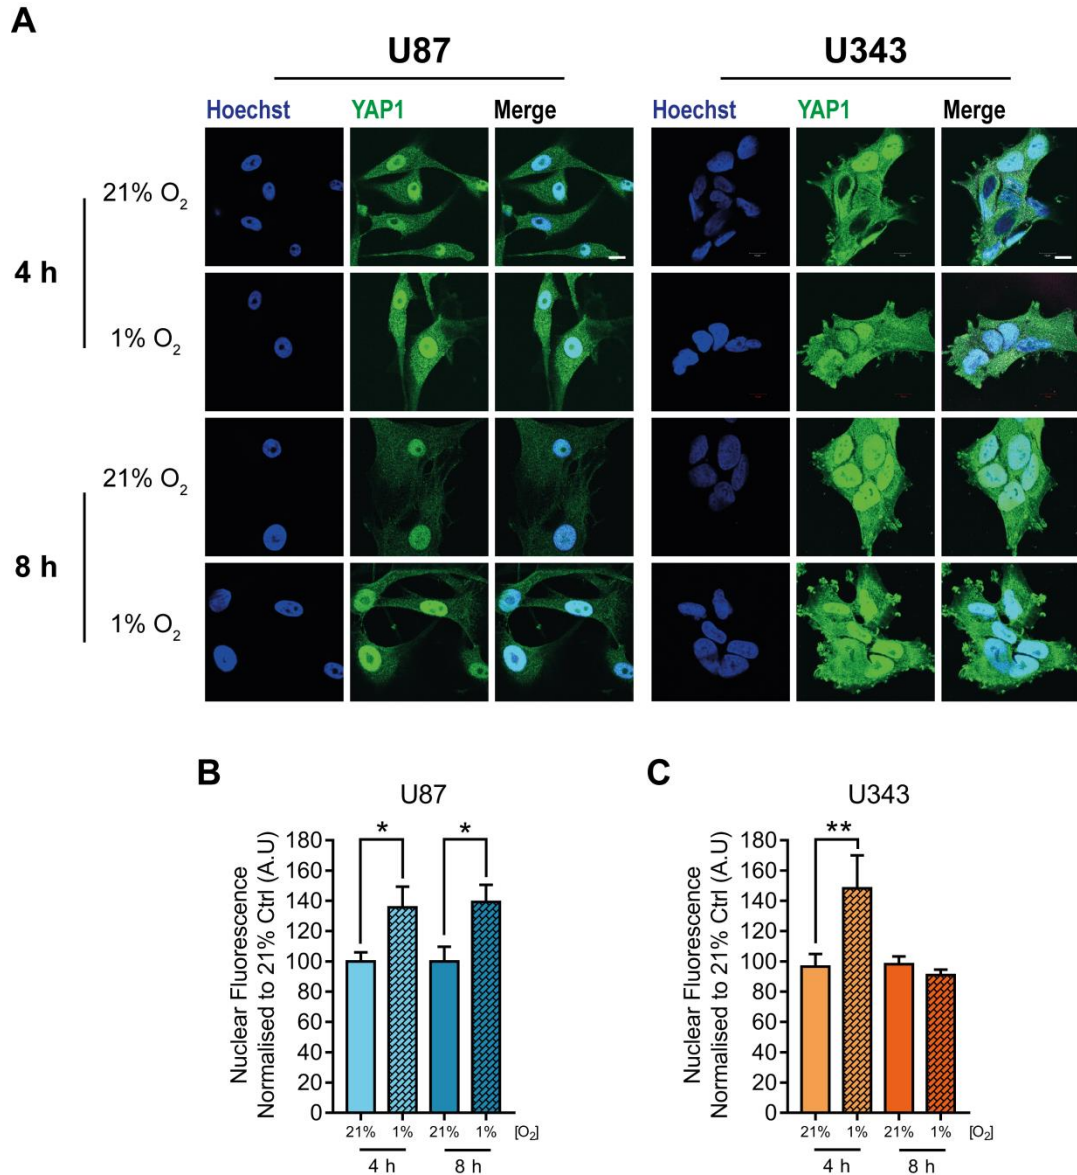 A
U87
U343
Hoechst YAP1 Merge
Hoechst YAP1 Merge
4 h
21% O₂
1% O₂
8 h
21% O₂
1% O₂
B
U87
Nuclear Fluorescence
Normalised to 21% Ctrl (A.U)
180
160
140
120
100
80
60
40
20
0
* *
21% 1% 21% 1% [O₂]
4 h 8 h
C
U343
Nuclear Fluorescence
Normalised to 21% Ctrl (A.U)
180
160
140
120
100
80
60
40
20
0
**
21% 1% 21% 1% [O₂]
4 h 8 h